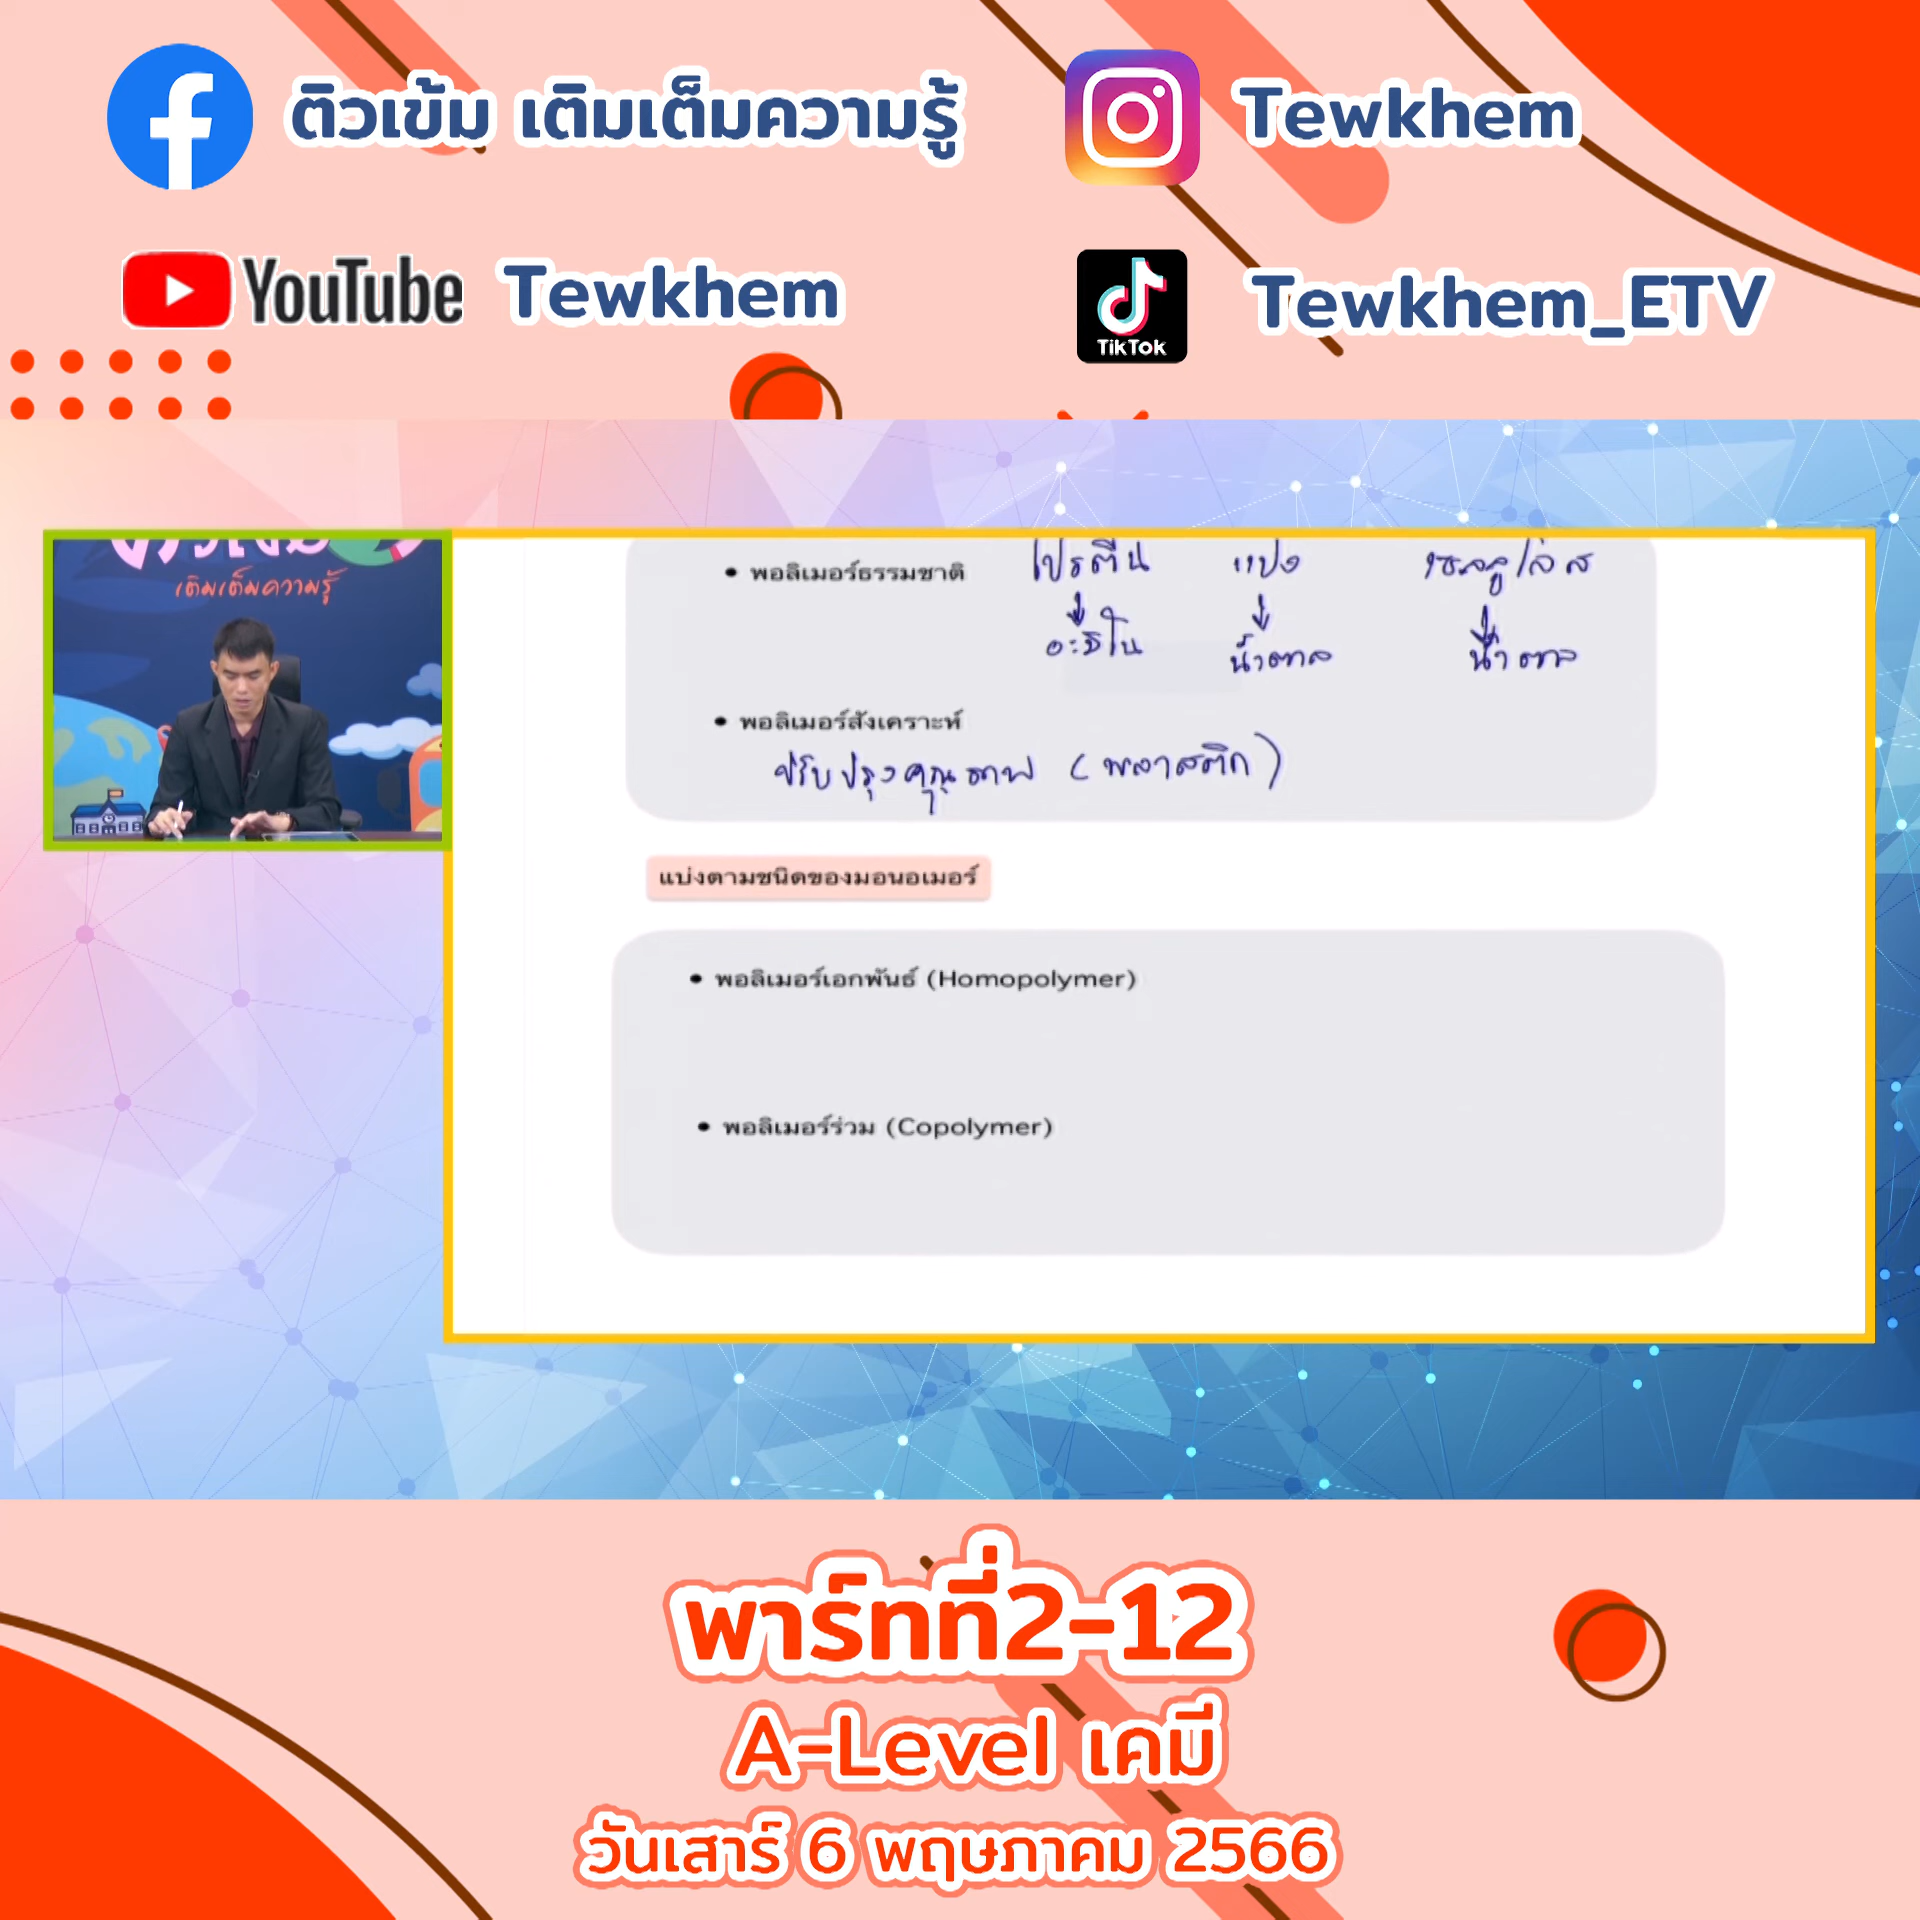 ติวเข้ม เติมเต็มความรู้
Tewkhem
YouTube Tewkhem
TikTok
Tewkhem_ETV
เติมเต็มความรู้
• พอลิเมอร์ธรรมชาติ โปรตีน แป้ง เซลลูโลส
อะมิโน น้ำตาล น้ำตาล
• พอลิเมอร์สังเคราะห์
ปรับปรุงคุณภาพ (พลาสติก)
แบ่งตามชนิดของมอนอเมอร์
• พอลิเมอร์เอกพันธ์ (Homopolymer)
• พอลิเมอร์ร่วม (Copolymer)
พาร์ทที่2-12
A-Level เคมี
วันเสาร์ 6 พฤษภาคม 2566